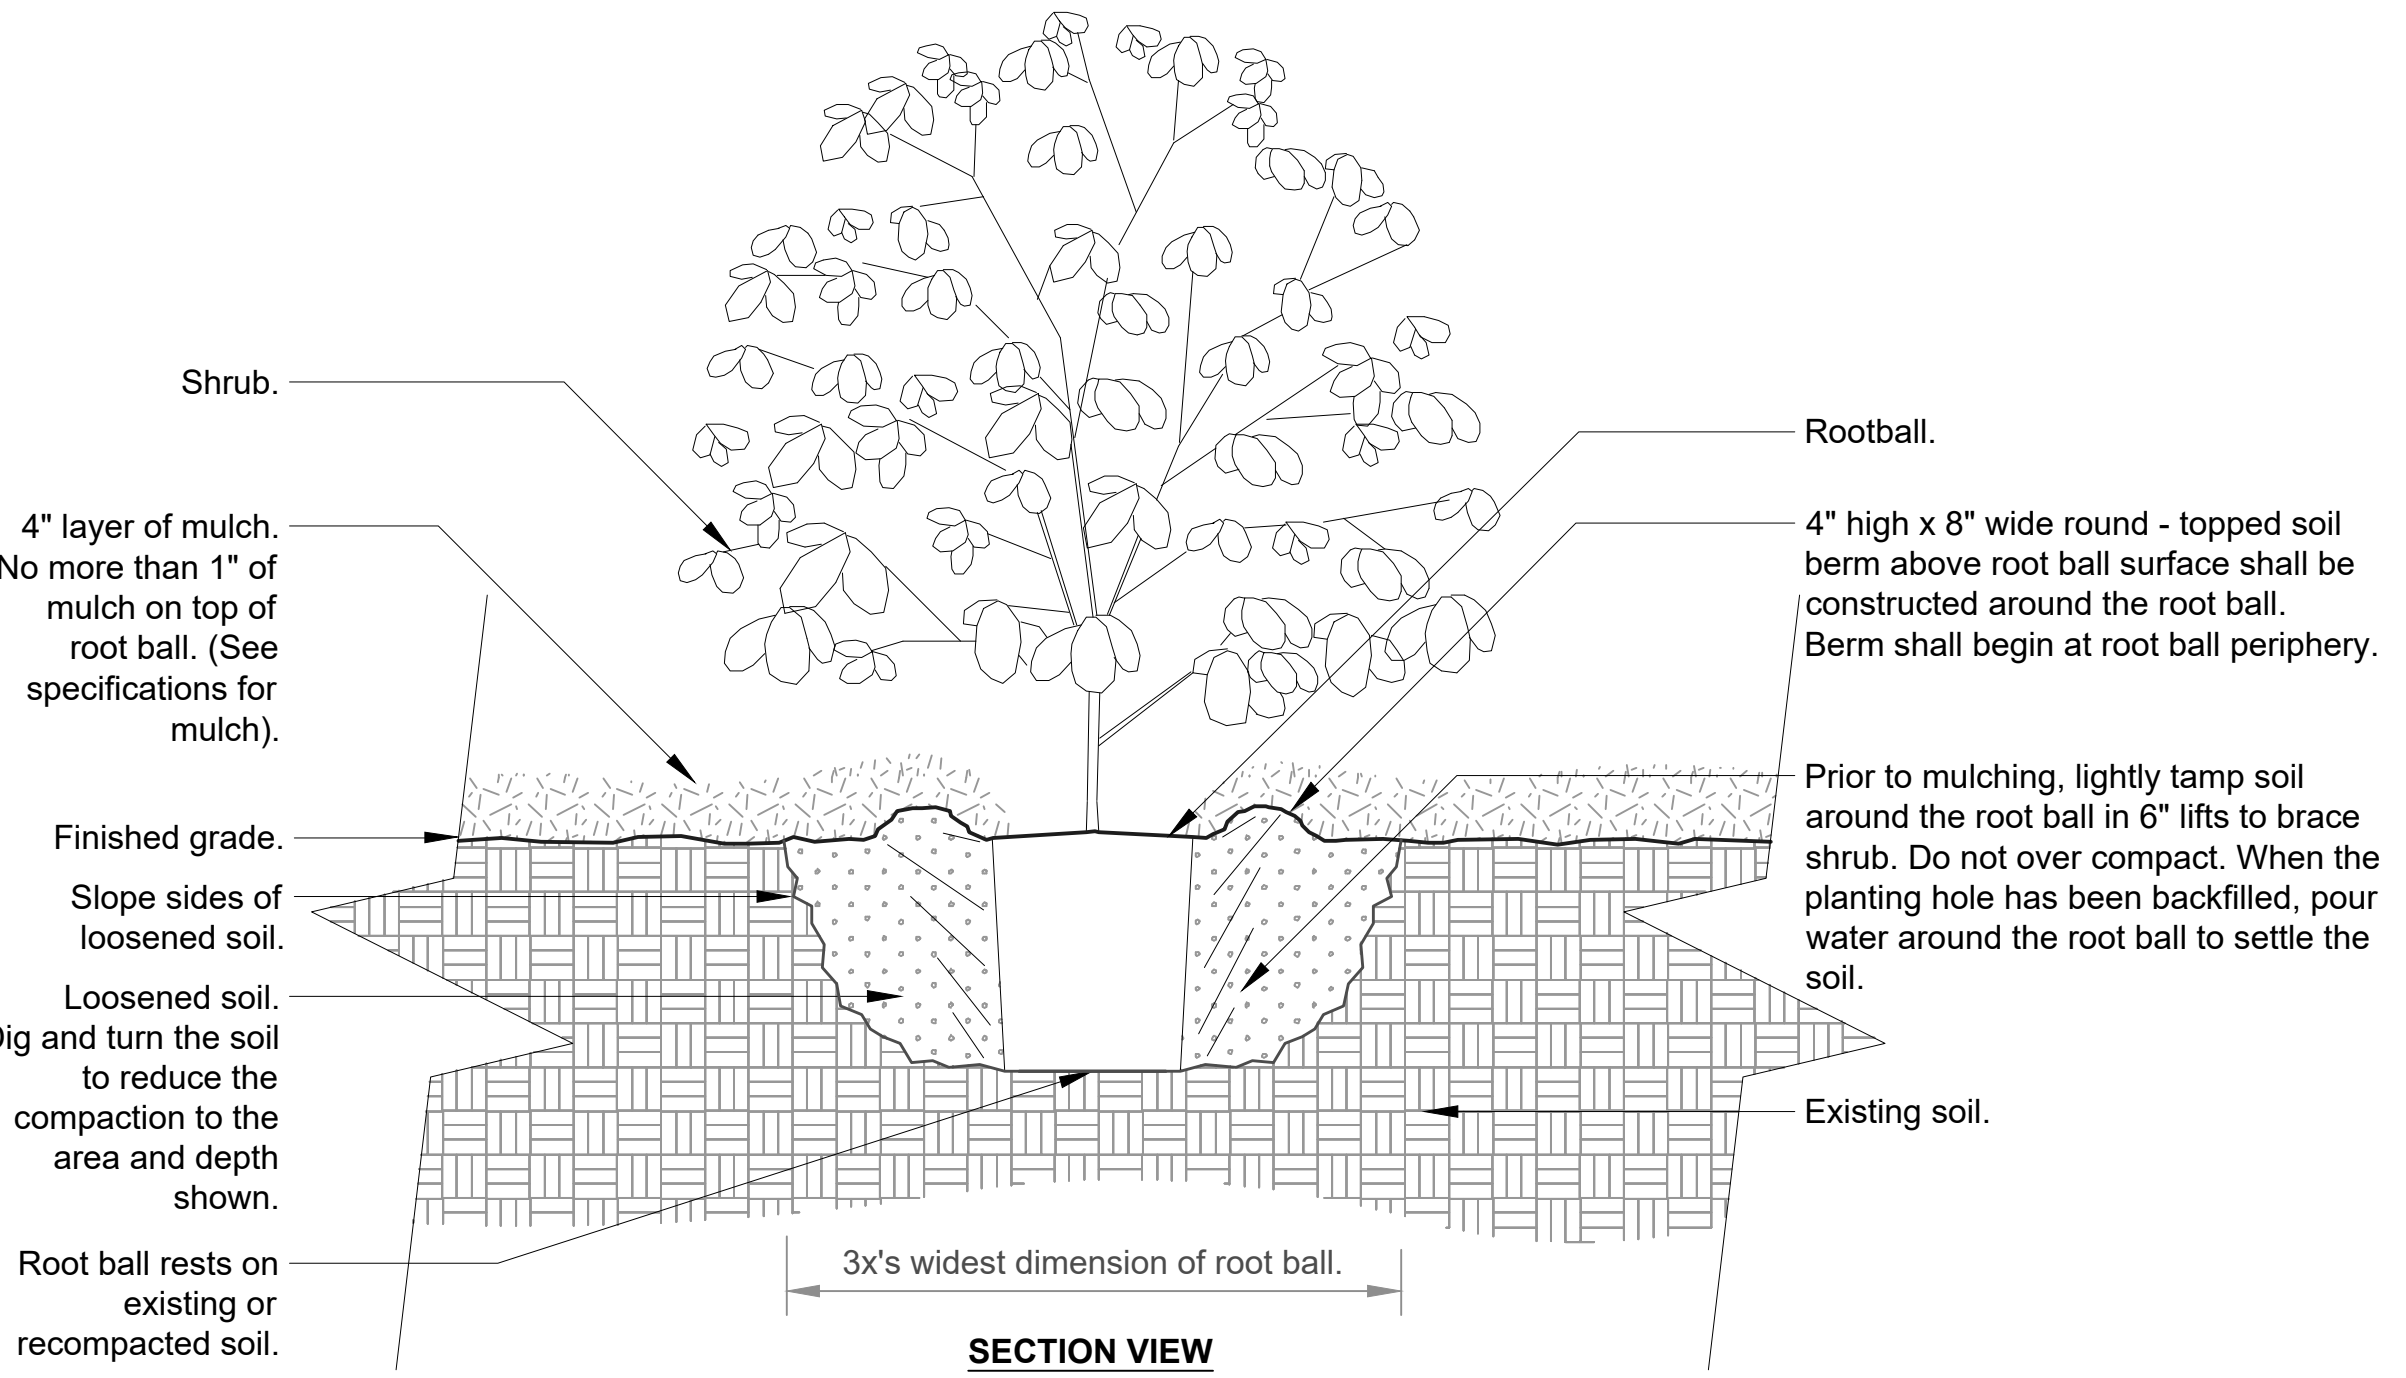 Shrub.
4" layer of mulch.
No more than 1" of
mulch on top of
root ball. (See
specifications for
mulch).
Finished grade.
Slope sides of
loosened soil.
Loosened soil.
Dig and turn the soil
to reduce the
compaction to the
area and depth
shown.
Root ball rests on
existing or
recompacted soil.
Rootball.
4" high x 8" wide round - topped soil
berm above root ball surface shall be
constructed around the root ball.
Berm shall begin at root ball periphery.
Prior to mulching, lightly tamp soil
around the root ball in 6" lifts to brace
shrub. Do not over compact. When the
planting hole has been backfilled, pour
water around the root ball to settle the
soil.
Existing soil.
3x's widest dimension of root ball.
SECTION VIEW